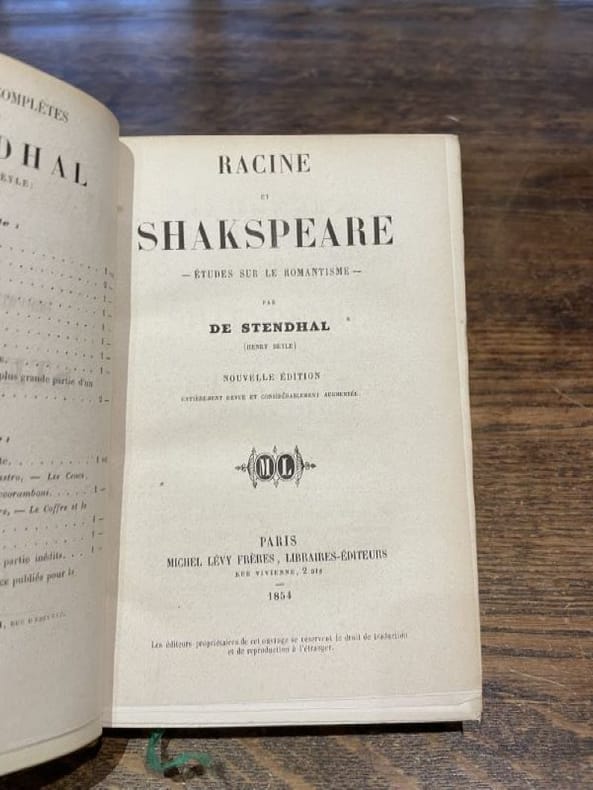 COMPLÈTES
DHAL
EYLE)
plus grande partie d'un
Les Cenci,
Le Coffre et le
partie inédits.
ce publiés pour le
RACINE
ET
SHAKSPEARE
— ÉTUDES SUR LE ROMANTISME —
PAR
DE STENDHAL
(HENRY BEYLE)
NOUVELLE ÉDITION
ENTIÈREMENT REVUE ET CONSIDÉRABLEMENT AUGMENTÉE
ML
PARIS
MICHEL LÉVY FRÈRES, LIBRAIRES-ÉDITEURS
RUE VIVIENNE, 2 BIS
1854
Les éditeurs propriétaires de cet ouvrage se réservent le droit de traduction
et de reproduction à l'étranger.